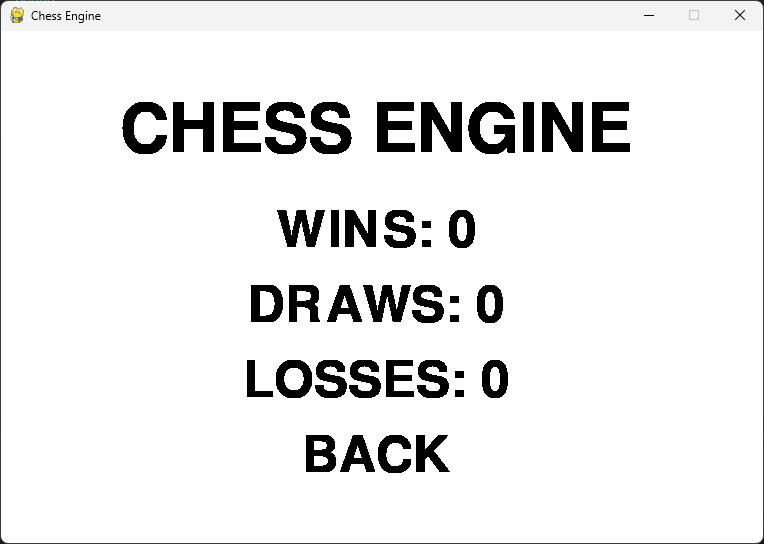 Chess Engine
CHESS ENGINE
WINS: 0
DRAWS: 0
LOSSES: 0
BACK